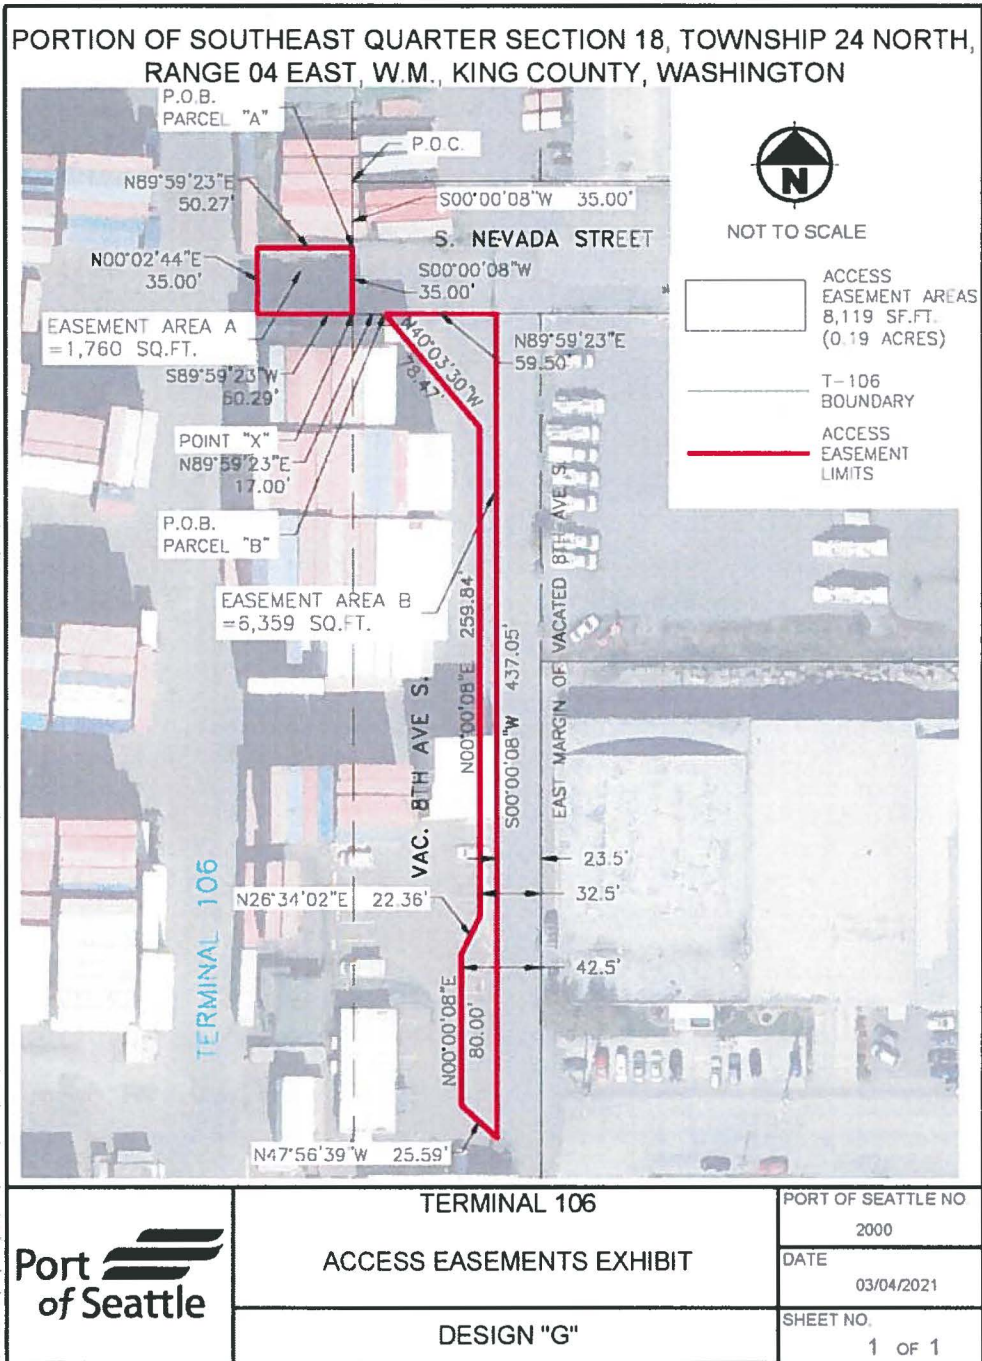 PORTION OF SOUTHEAST QUARTER SECTION 18, TOWNSHIP 24 NORTH,
RANGE 04 EAST, W.M., KING COUNTY, WASHINGTON
P.O.B.
PARCEL "A"
P.O.C.
N89°59'23"E
50.27'
S00°00'08"W 35.00'
N
NOT TO SCALE
S. NEVADA STREET
N00°02'44"E
35.00'
S00°00'08"W
35.00'
ACCESS
EASEMENT AREAS
8,119 SF.FT.
(0.19 ACRES)
EASEMENT AREA A
=1,760 SQ.FT.
N40°03'30"W
78.47'
N89°59'23"E
59.50'
S89°59'23"W
50.29'
T-106
BOUNDARY
POINT "X"
N89°59'23"E
17.00'
ACCESS
EASEMENT
LIMITS
P.O.B.
PARCEL "B"
EASEMENT AREA B
=6,359 SQ.FT.
N00°00'08"E 259.84'
S00°00'08"W 437.05'
EAST MARGIN OF VACATED 8TH AVE S.
VAC. 8TH AVE S.
TERMINAL 106
23.5'
N26°34'02"E 22.36'
32.5'
42.5'
N00°00'08"E
80.00'
N47°56'39"W 25.59'
Port
of Seattle
TERMINAL 106
ACCESS EASEMENTS EXHIBIT
DESIGN "G"
PORT OF SEATTLE NO
2000
DATE
03/04/2021
SHEET NO.
1 OF 1